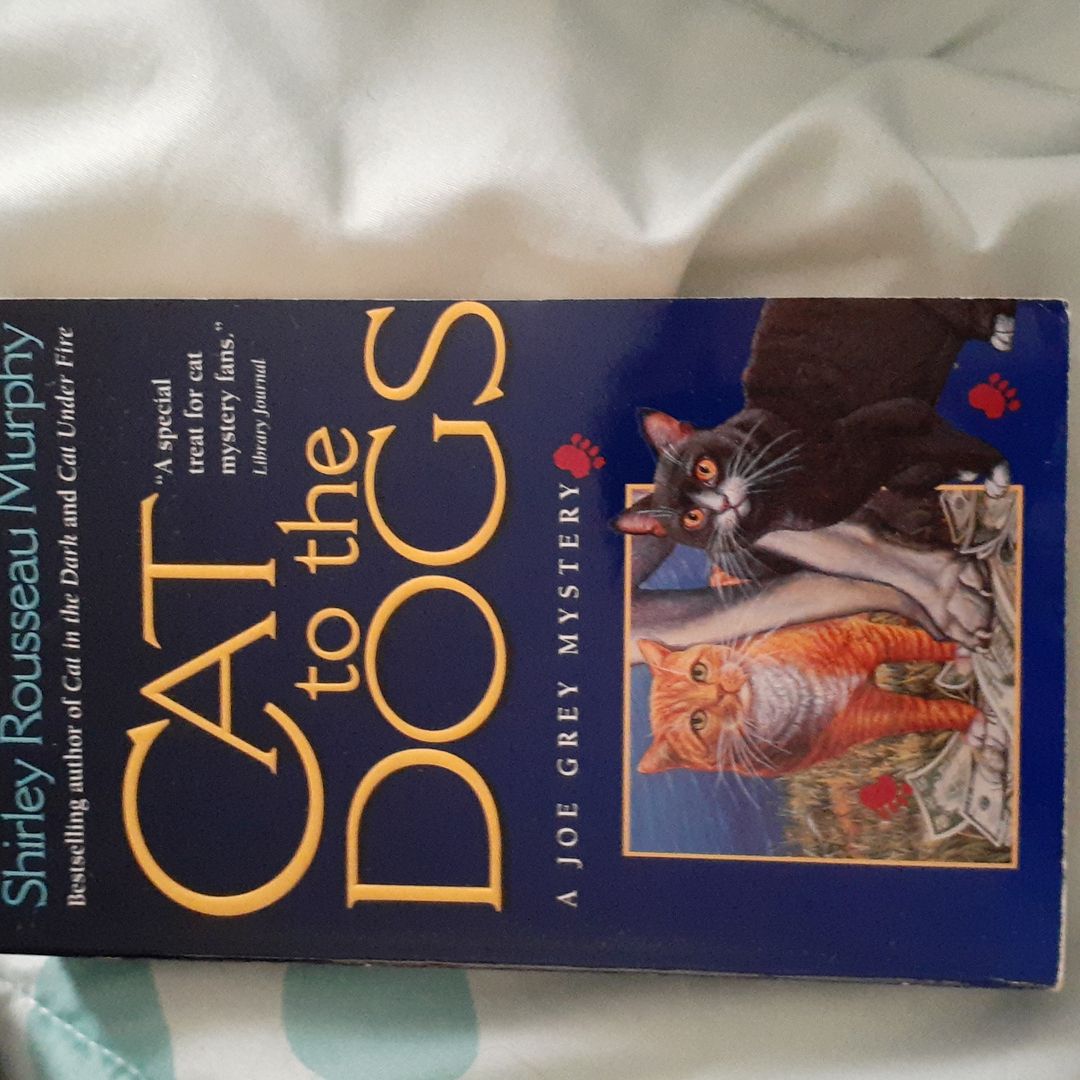 Shirley Rousseau Murphy
Bestselling author of Cat in the Dark and Cat Under Fire
"A special
treat for cat
mystery fans."
Library Journal
CAT
to the
DOGS
A JOE GREY MYSTERY